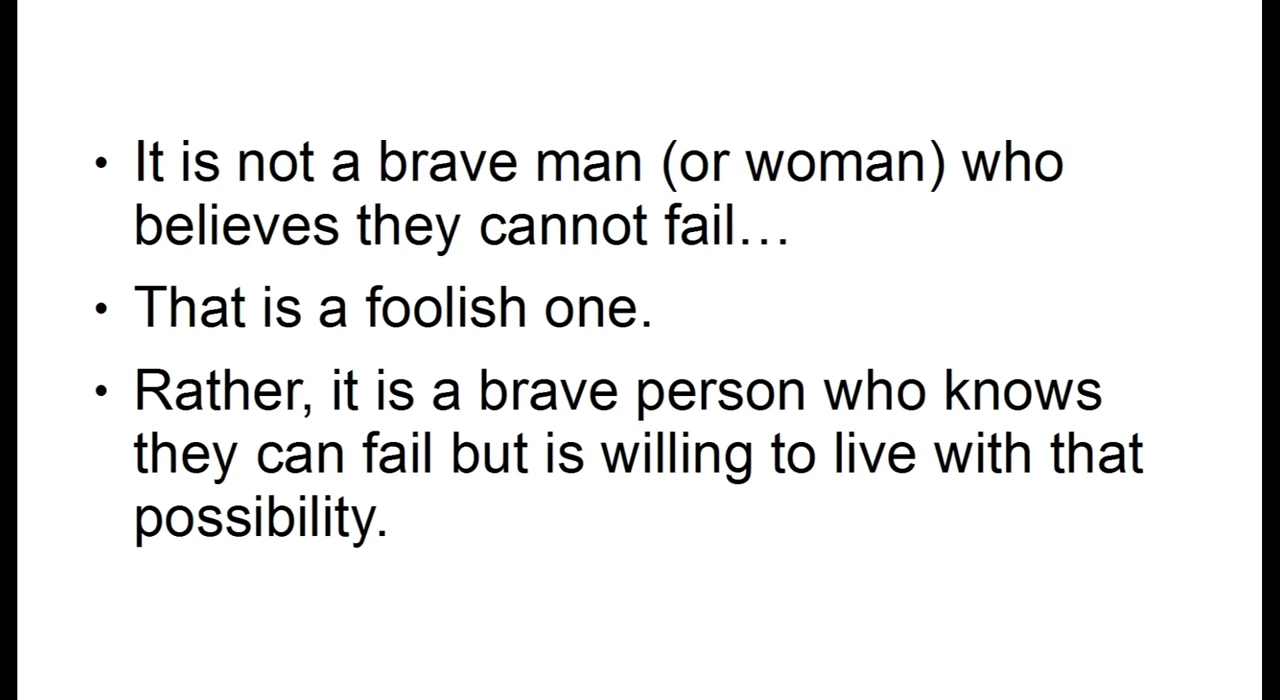 • It is not a brave man (or woman) who
believes they cannot fail…
• That is a foolish one.
• Rather, it is a brave person who knows
they can fail but is willing to live with that
possibility.